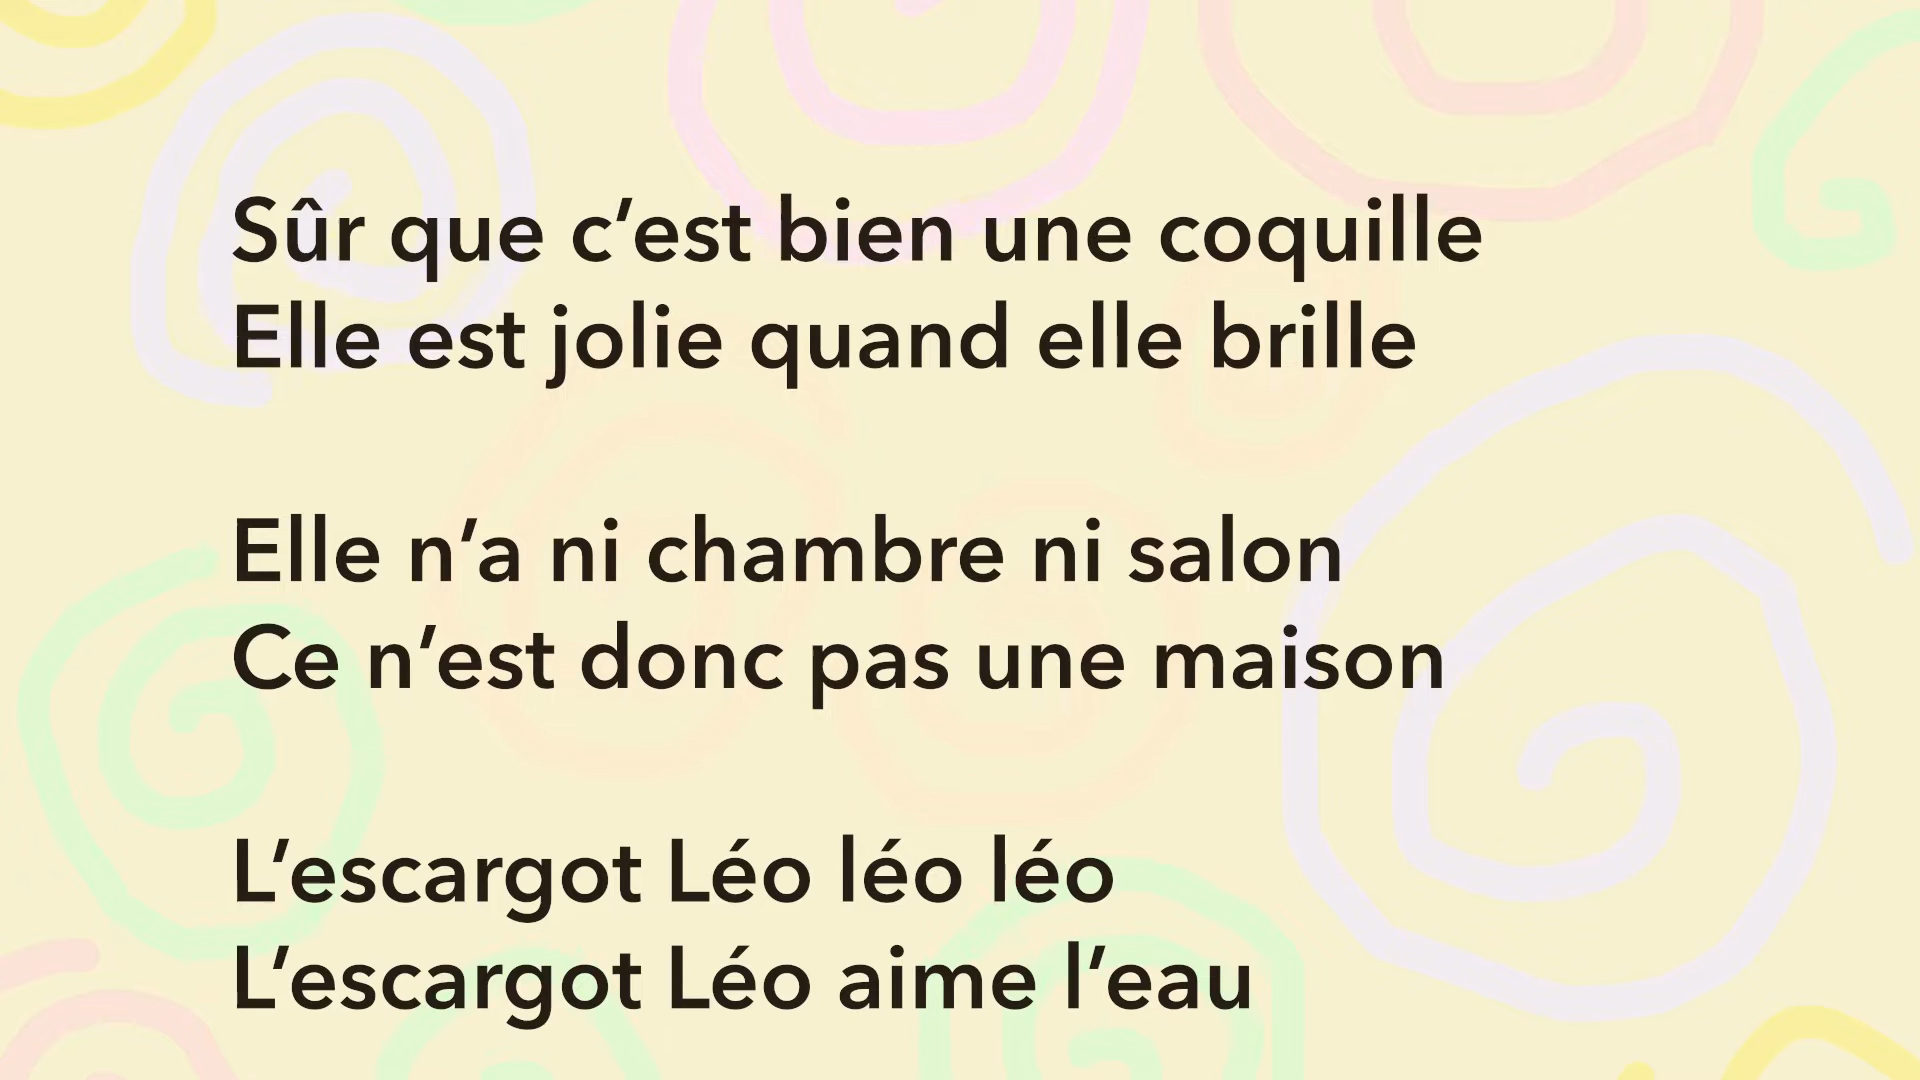 Sûr que c’est bien une coquille
Elle est jolie quand elle brille
Elle n’a ni chambre ni salon
Ce n’est donc pas une maison
L’escargot Léo léo léo
L’escargot Léo aime l’eau